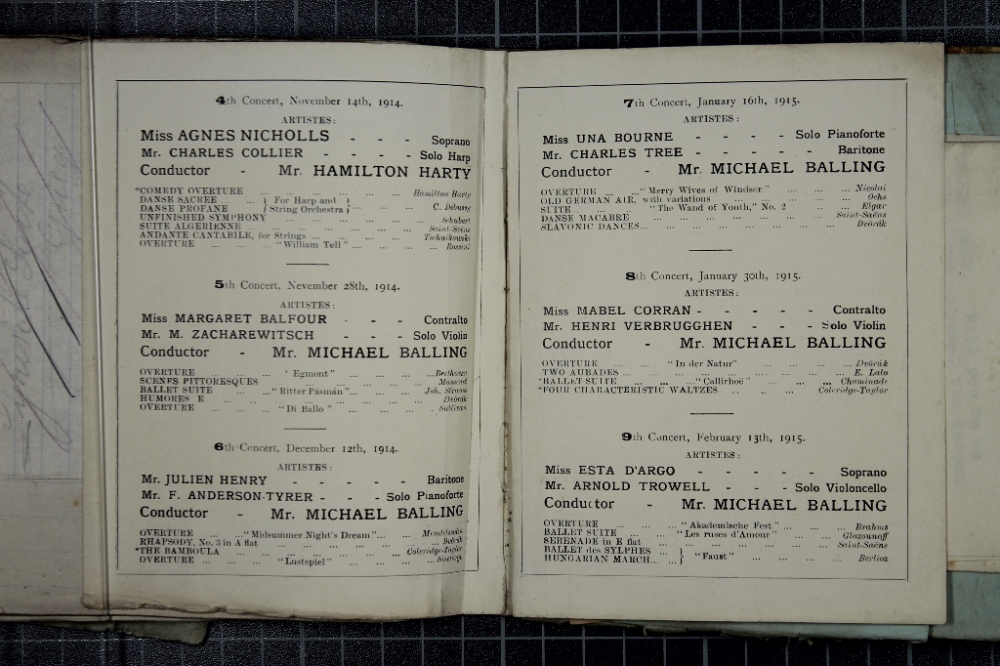 4th Concert, November 14th, 1914.
ARTISTES:
Miss AGNES NICHOLLS - - - Soprano
Mr. CHARLES COLLIER - - - - Solo Harp
Conductor - Mr. HAMILTON HARTY
*COMEDY OVERTURE ... ... ... ... ... Hamilton Harty
DANSE SACREE ... ... } For Harp and }
DANSE PROFANE ... } String Orchestra } ... ... C. Debussy
UNFINISHED SYMPHONY ... ... ... ... Schubert
SUITE ALGERIENNE ... ... ... ... ... Saint-Säens
ANDANTE CANTABILE, for Strings ... ... ... ... Tschaikowski
OVERTURE ... ... "William Tell" ... ... ... Rossini
5th Concert, Nevember 28th, 1914.
ARTISTES:
Miss MARGARET BALFOUR - - - Contralto
Mr. M. ZACHAREWITSCH - - - Solo Violin
Conductor - Mr. MICHAEL BALLING
OVERTURE ... ... ... "Egmont" ... ... ... Beethoven
SCENES PITTORESQUES ... ... ... ... Massend
BALLET SUITE ... ... "Ritter Pasman" ... ... Joh. Strauss
HUMORES E ... ... ... ... ... Dvórák
OVERTURE ... ... "Di Ballo" ... ... ... Sullivan
6th Concert, December 12th, 1914.
ARTISTES:
Mr. JULIEN HENRY - - - - - Baritone
Mr. F. ANDERSON-TYRER - - - Solo Pianoforte
Conductor - Mr. MICHAEL BALLING
OVERTURE ... ... "Midsummer Night's Dream" ... ... Mendelssohn
RHAPSODY, No. 3 in A flat ... ... ... ...
*THE BAMBOULA ... ... ... ... Coleridge-Taylor
OVERTURE ... ... ... "Lustspiel" ... ...
7th Concert, January 16th, 1915.
ARTISTES:
Miss UNA BOURNE - - - - Solo Pianoforte
Mr. CHARLES TREE - - - - - Baritone
Conductor - Mr. MICHAEL BALLING
OVERTURE ... ... "Merry Wives of Windsor" ... ... ... Nicolai
OLD GERMAN AIR, with variations ... ... ... ... Ochs
SUITE ... ... ... "The Wand of Youth," No. 2 ... ... Elgar
DANSE MACABRE ... ... ... ... ... Saint-Saëns
SLAVONIC DANCES... ... ... ... ... ... Dvórák
8th Concert, January 30th, 1915.
ARTISTES:
Miss MABEL CORRAN - - - - Contralto
Mr. HENRI VERBRUGGHEN - - - Solo Violin
Conductor - Mr. MICHAEL BALLING
OVERTURE ... ... "In der Natur" ... ... ... Dvórák
TWO AUBADES ... ... ... ... ... E. Lalo
*BALLET SUITE ... ... ... "Callirhoë" ... ... ... Chaminade
*FOUR CHARACTERISTIC WALTZES ... ... ... Coleridge-Taylor
9th Concert, February 13th, 1915.
ARTISTES:
Miss ESTA D'ARGO - - - - - Soprano
Mr. ARNOLD TROWELL - - - Solo Violoncello
Conductor - Mr. MICHAEL BALLING
OVERTURE ... ... ... "Akademische Fest" ... ... ... Brahms
BALLET SUITE ... ... "Les ruses d'Amour" ... ... Glazounoff
SERENADE in E flat ... ... ... ... ... Saint-Saëns
BALLET des SYLPHES ... ... }
HUNGARIAN MARCH... ... } "Faust" ... ... ... Berlioz